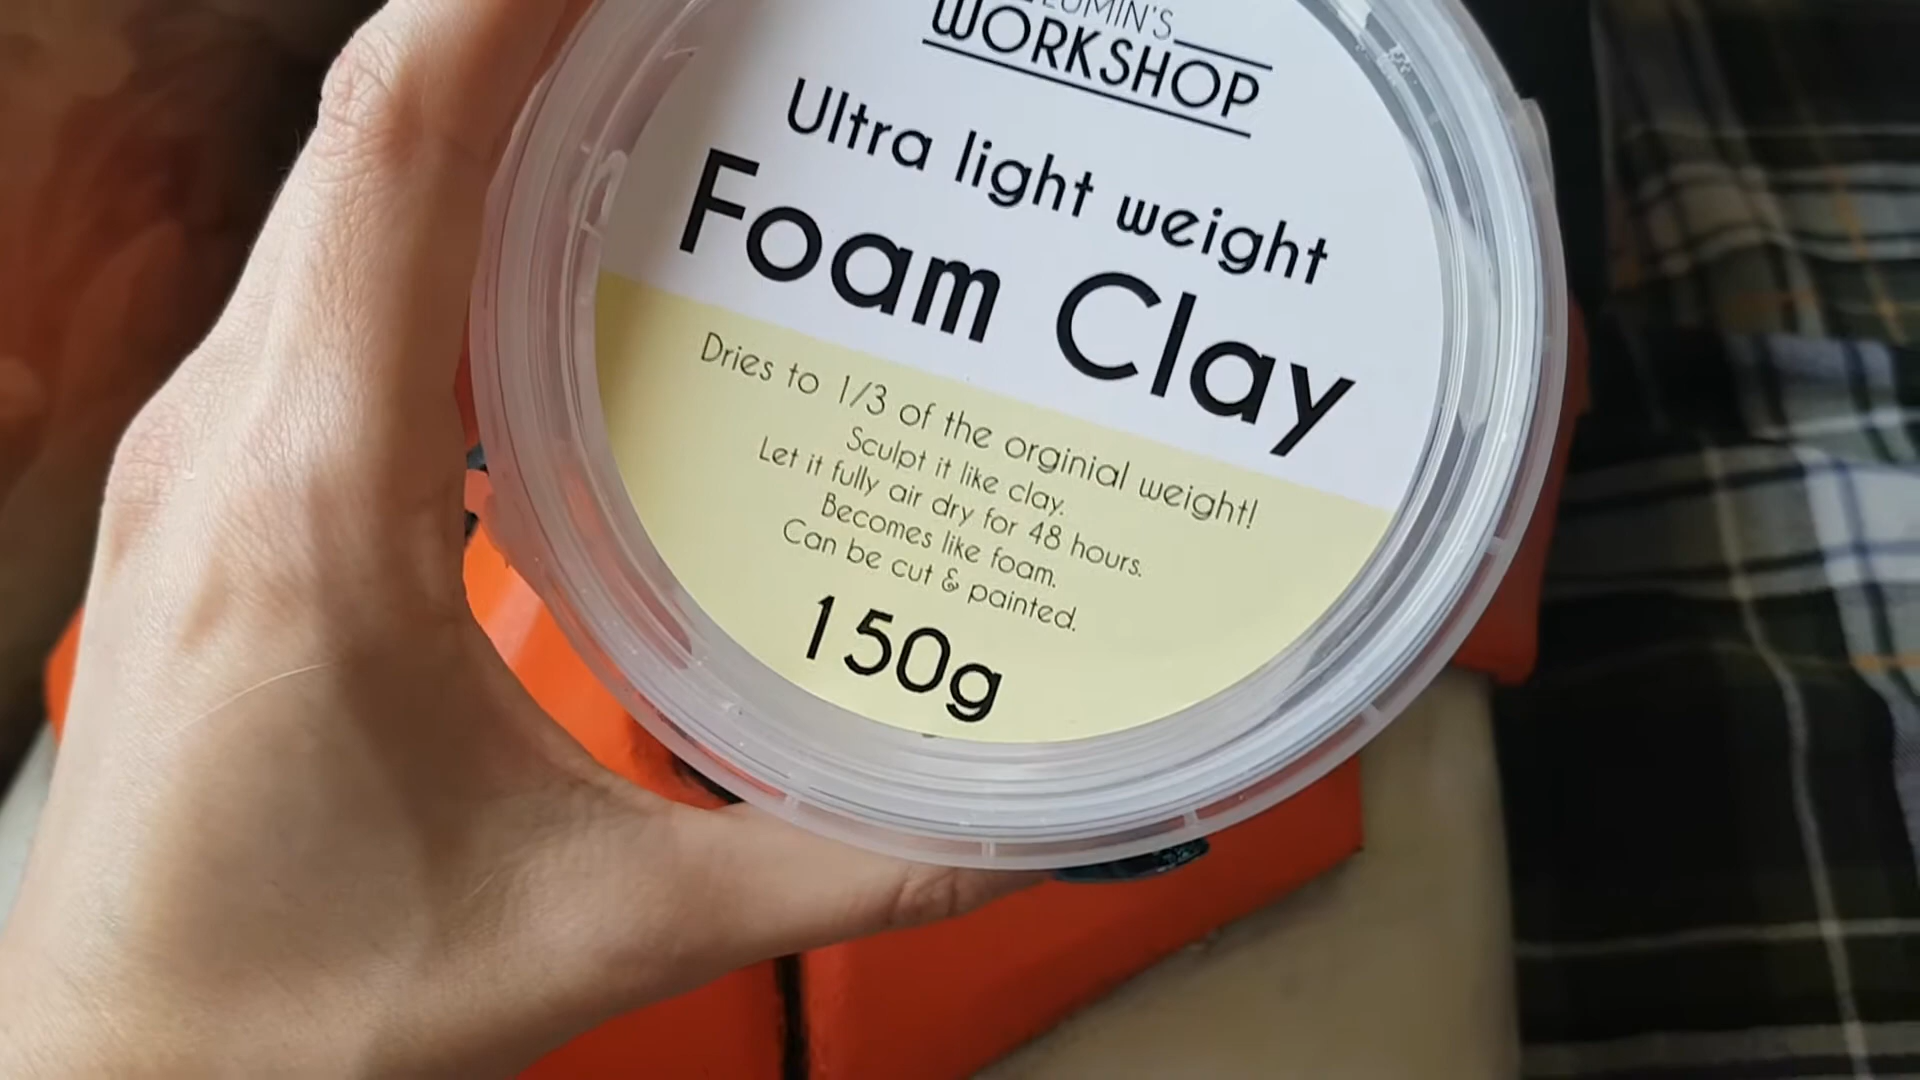 WORKSHOP
Ultra light weight
Foam Clay
Dries to 1/3 of the orginial weight!
Sculpt it like clay.
Let it fully air dry for 48 hours.
Becomes like foam.
Can be cut & painted.
150g